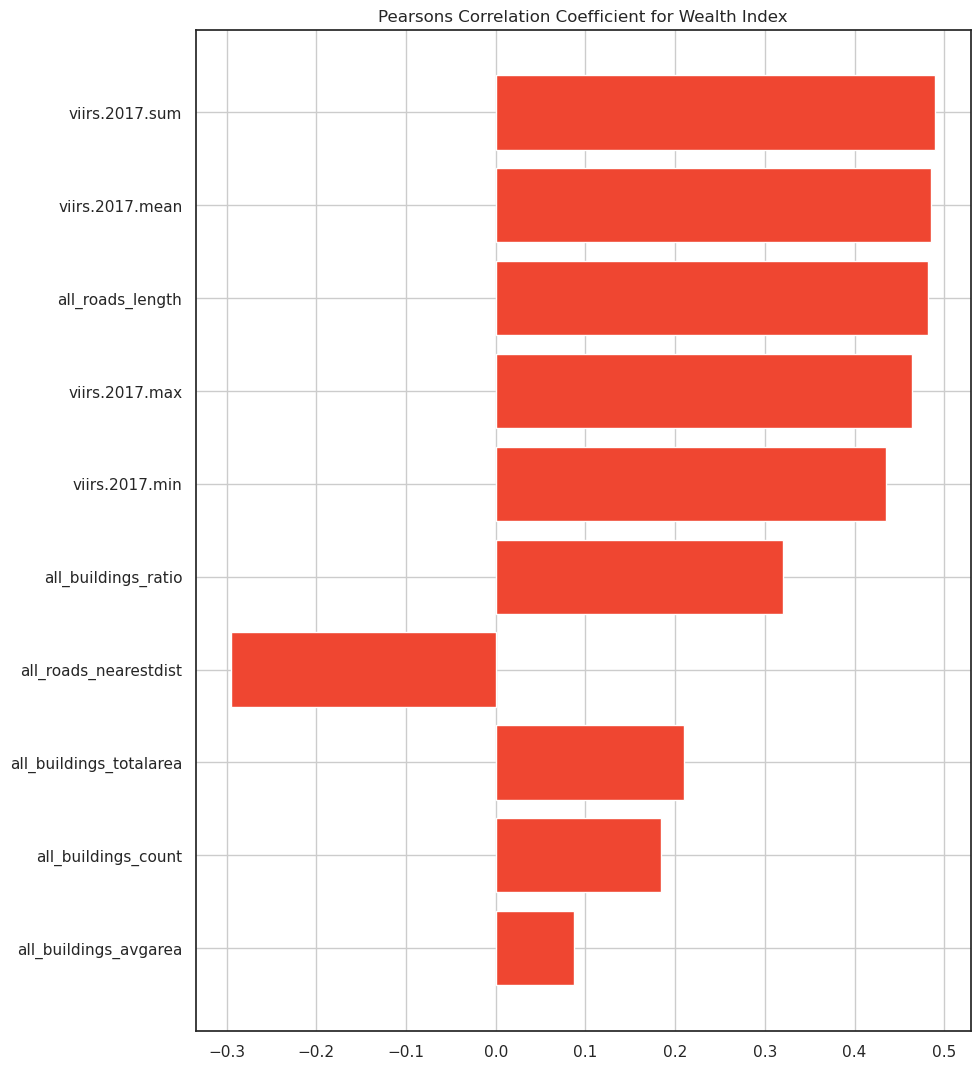 Pearsons Correlation Coefficient for Wealth Index
viirs.2017.sum
viirs.2017.mean
all_roads_length
viirs.2017.max
viirs.2017.min
all_buildings_ratio
all_roads_nearestdist
all_buildings_totalarea
all_buildings_count
all_buildings_avgarea
−0.3 −0.2 −0.1 0.0 0.1 0.2 0.3 0.4 0.5